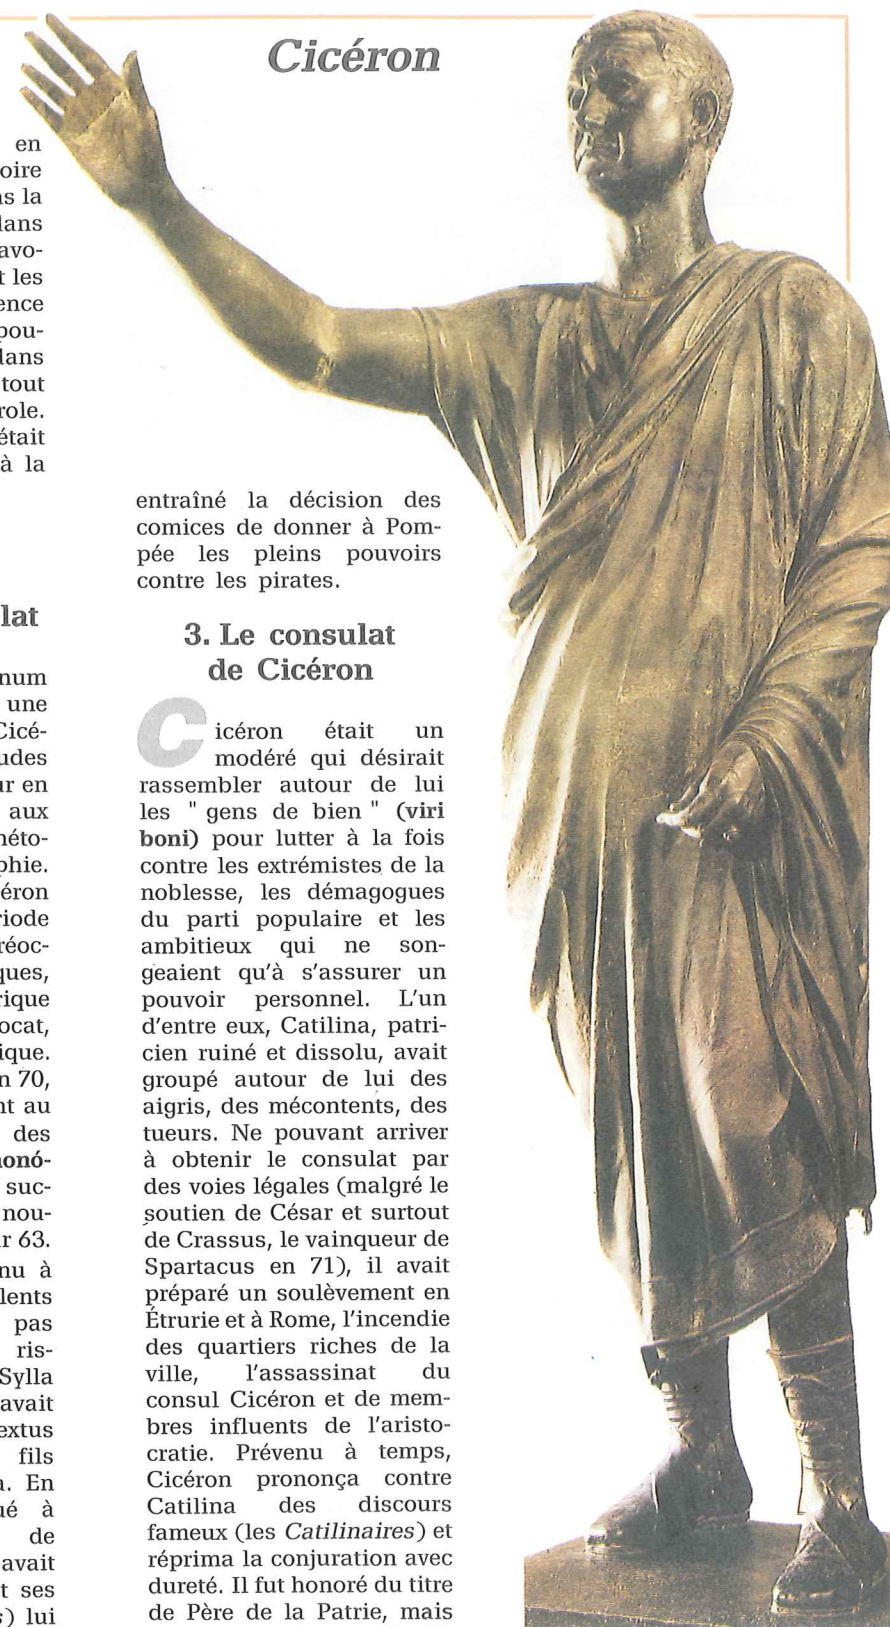 Cicéron
en
oire
s la
lans
avo-
t les
ence
pou-
lans
tout
role.
était
à la
lat
num
une
Cicé-
udes
ur en
aux
néto-
phie.
éron
riode
réoc-
ques,
rique
ocat,
ique.
n 70,
nt au
des
nonó-
suc-
nou-
r 63.
nu à
lents
pas
ris-
Sylla
avait
extus
fils
a. En
ué à
de
avait
t ses
s) lui
entraîné la décision des
comices de donner à Pom-
pée les pleins pouvoirs
contre les pirates.
3. Le consulat
de Cicéron
Cicéron était un
modéré qui désirait
rassembler autour de lui
les " gens de bien " (viri
boni) pour lutter à la fois
contre les extrémistes de la
noblesse, les démagogues
du parti populaire et les
ambitieux qui ne son-
geaient qu'à s'assurer un
pouvoir personnel. L'un
d'entre eux, Catilina, patri-
cien ruiné et dissolu, avait
groupé autour de lui des
aigris, des mécontents, des
tueurs. Ne pouvant arriver
à obtenir le consulat par
des voies légales (malgré le
soutien de César et surtout
de Crassus, le vainqueur de
Spartacus en 71), il avait
préparé un soulèvement en
Étrurie et à Rome, l'incendie
des quartiers riches de la
ville, l'assassinat du
consul Cicéron et de mem-
bres influents de l'aristo-
cratie. Prévenu à temps,
Cicéron prononça contre
Catilina des discours
fameux (les Catilinaires) et
réprima la conjuration avec
dureté. Il fut honoré du titre
de Père de la Patrie, mais